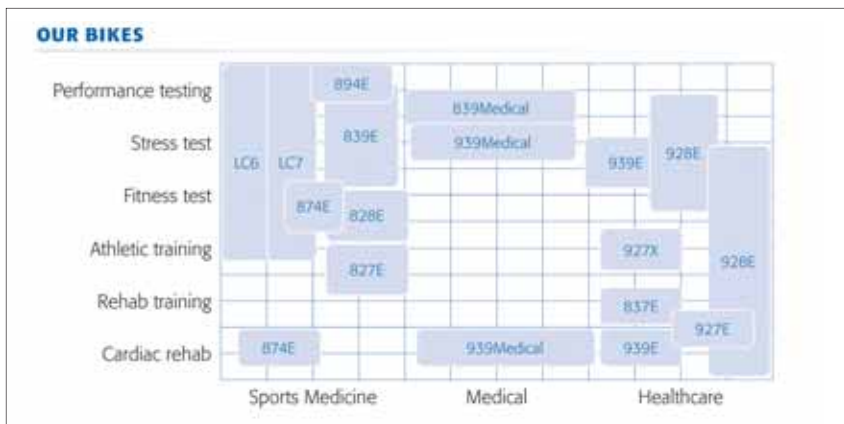 OUR BIKES
Performance testing
894E
839Medical
Stress test
839E
939Medical
LC6
LC7
939E
928E
Fitness test
874E
828E
Athletic training
827E
927X
928E
Rehab training
837E
927E
Cardiac rehab
874E
939Medical
939E
Sports Medicine
Medical
Healthcare